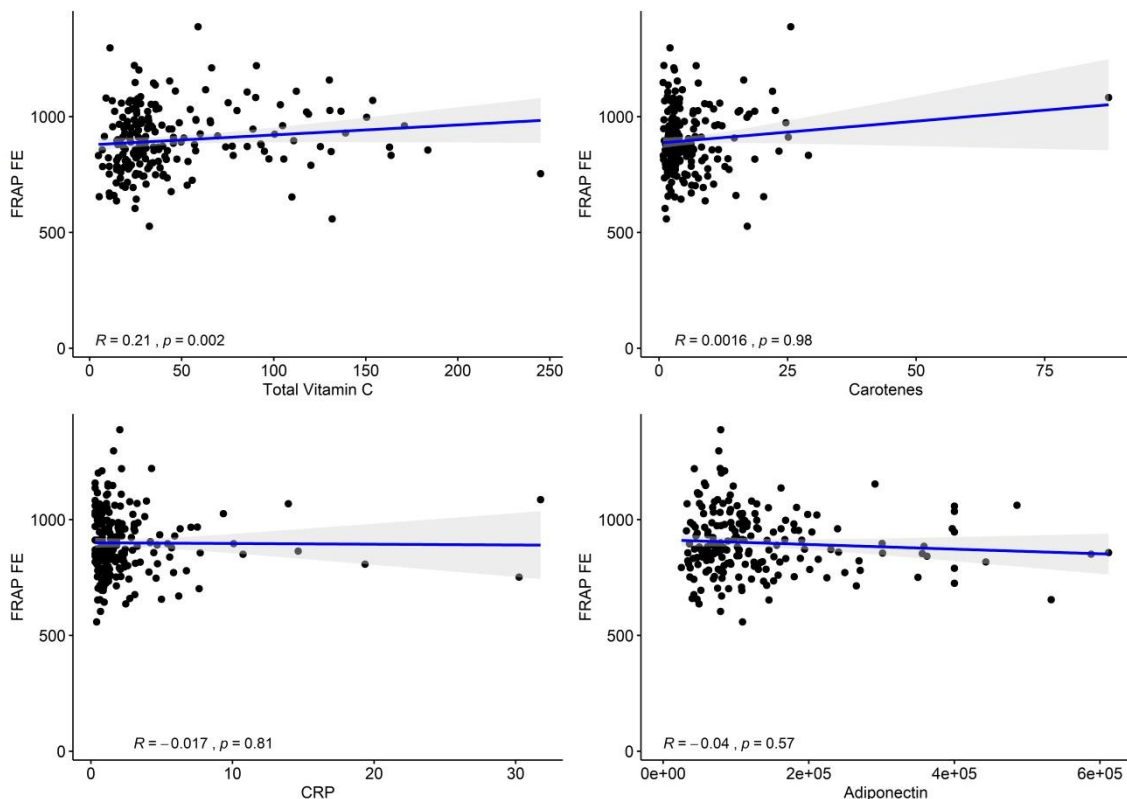 FRAP FE
1000
500
0
R = 0.21 , p = 0.002
0 50 100 150 200 250
Total Vitamin C
FRAP FE
1000
500
0
R = 0.0016 , p = 0.98
0 25 50 75
Carotenes
FRAP FE
1000
500
0
R = −0.017 , p = 0.81
0 10 20 30
CRP
FRAP FE
1000
500
0
R = −0.04 , p = 0.57
0e+00 2e+05 4e+05 6e+05
Adiponectin